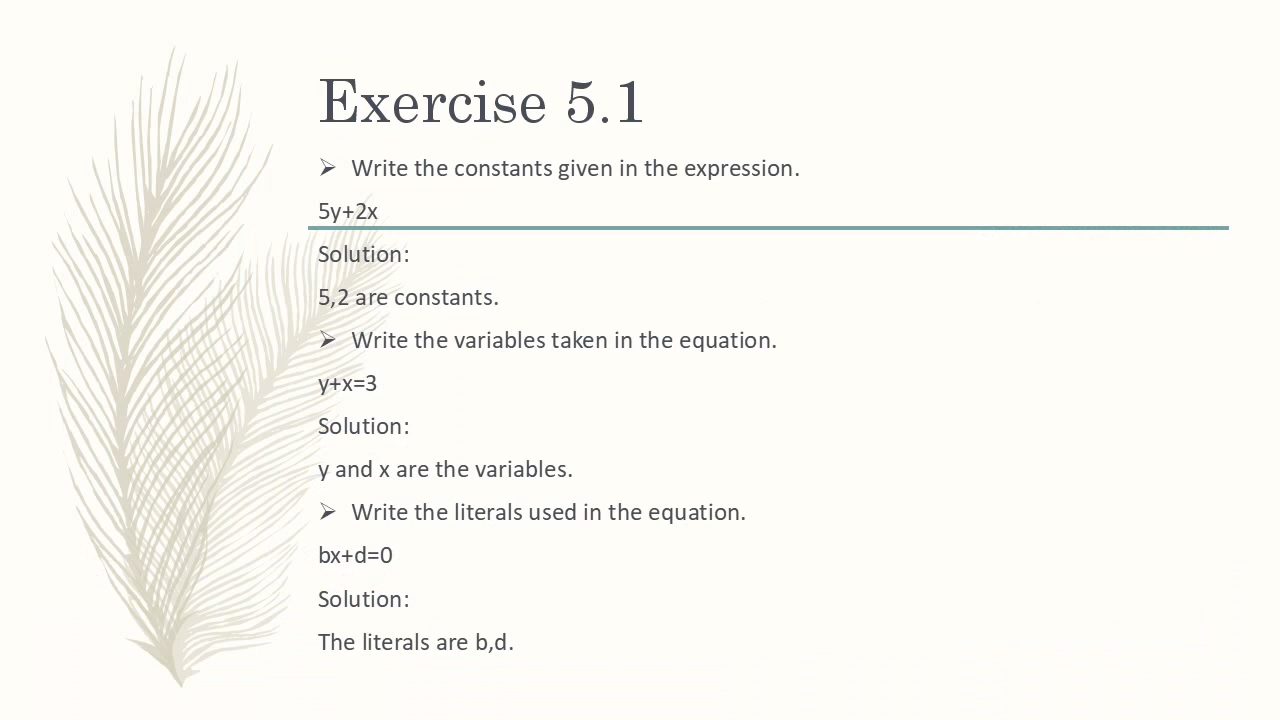 Exercise 5.1
➢ Write the constants given in the expression.
5y+2x
Solution:
5,2 are constants.
➢ Write the variables taken in the equation.
y+x=3
Solution:
y and x are the variables.
➢ Write the literals used in the equation.
bx+d=0
Solution:
The literals are b,d.